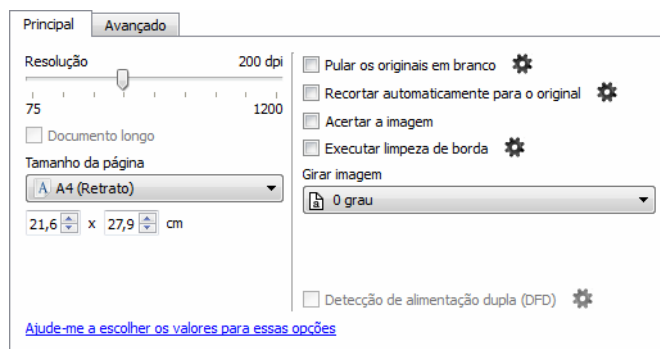 Principal
Avançado
Resolução 200 dpi
75 1200
Documento longo
Tamanho da página
A4 (Retrato)
21,6 x 27,9 cm
Pular os originais em branco
Recortar automaticamente para o original
Acertar a imagem
Executar limpeza de borda
Girar imagem
0 grau
Detecção de alimentação dupla (DFD)
Ajude-me a escolher os valores para essas opções